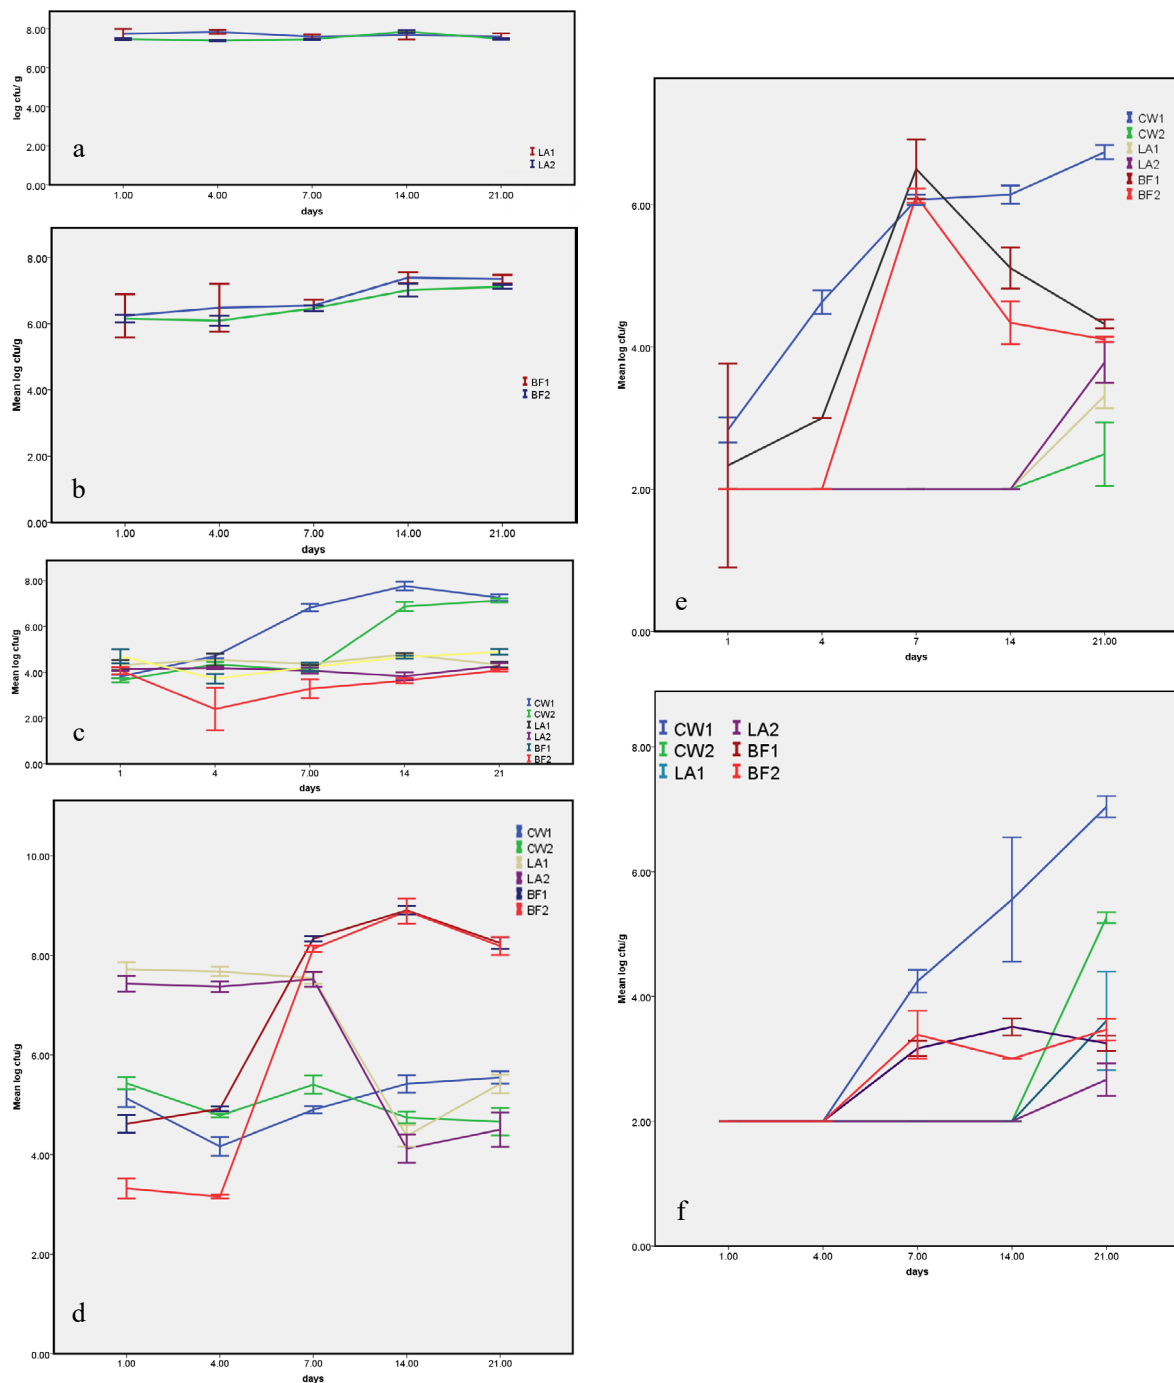 8.00
6.00
4.00
2.00
0.00
log cfu/ g
a
LA1
LA2
1.00 4.00 7.00 14.00 21.00
days
8.00
6.00
4.00
2.00
0.00
Mean log cfu/g
b
BF1
BF2
1.00 4.00 7.00 14.00 21.00
days
8.00
6.00
4.00
2.00
0.00
Mean log cfu/g
c
CW1
CW2
LA1
LA2
BF1
BF2
1 4 7.00 14 21
days
10.00
8.00
6.00
4.00
2.00
0.00
Mean log cfu/g
d
CW1
CW2
LA1
LA2
BF1
BF2
1.00 4.00 7.00 14.00 21.00
days
6.00
4.00
2.00
0.00
Mean log cfu/g
e
CW1
CW2
LA1
LA2
BF1
BF2
1 4 7 14 21.00
days
8.00
6.00
4.00
2.00
0.00
Mean log cfu/g
f
CW1 LA2
CW2 BF1
LA1 BF2
1.00 4.00 7.00 14.00 21.00
days